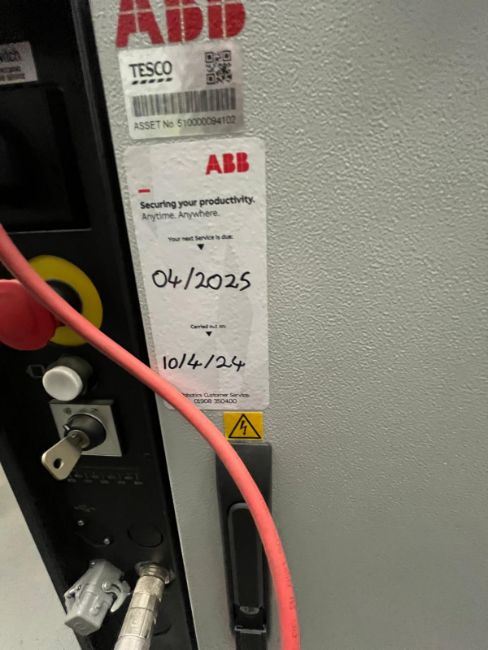 ABB
TESCO
ASSET No 510000094102
ABB
Securing your productivity.
Anytime. Anywhere.
Your next Service is due:
04/2025
Carried out on:
10/4/24
Robotics Customer Service
01908 350400